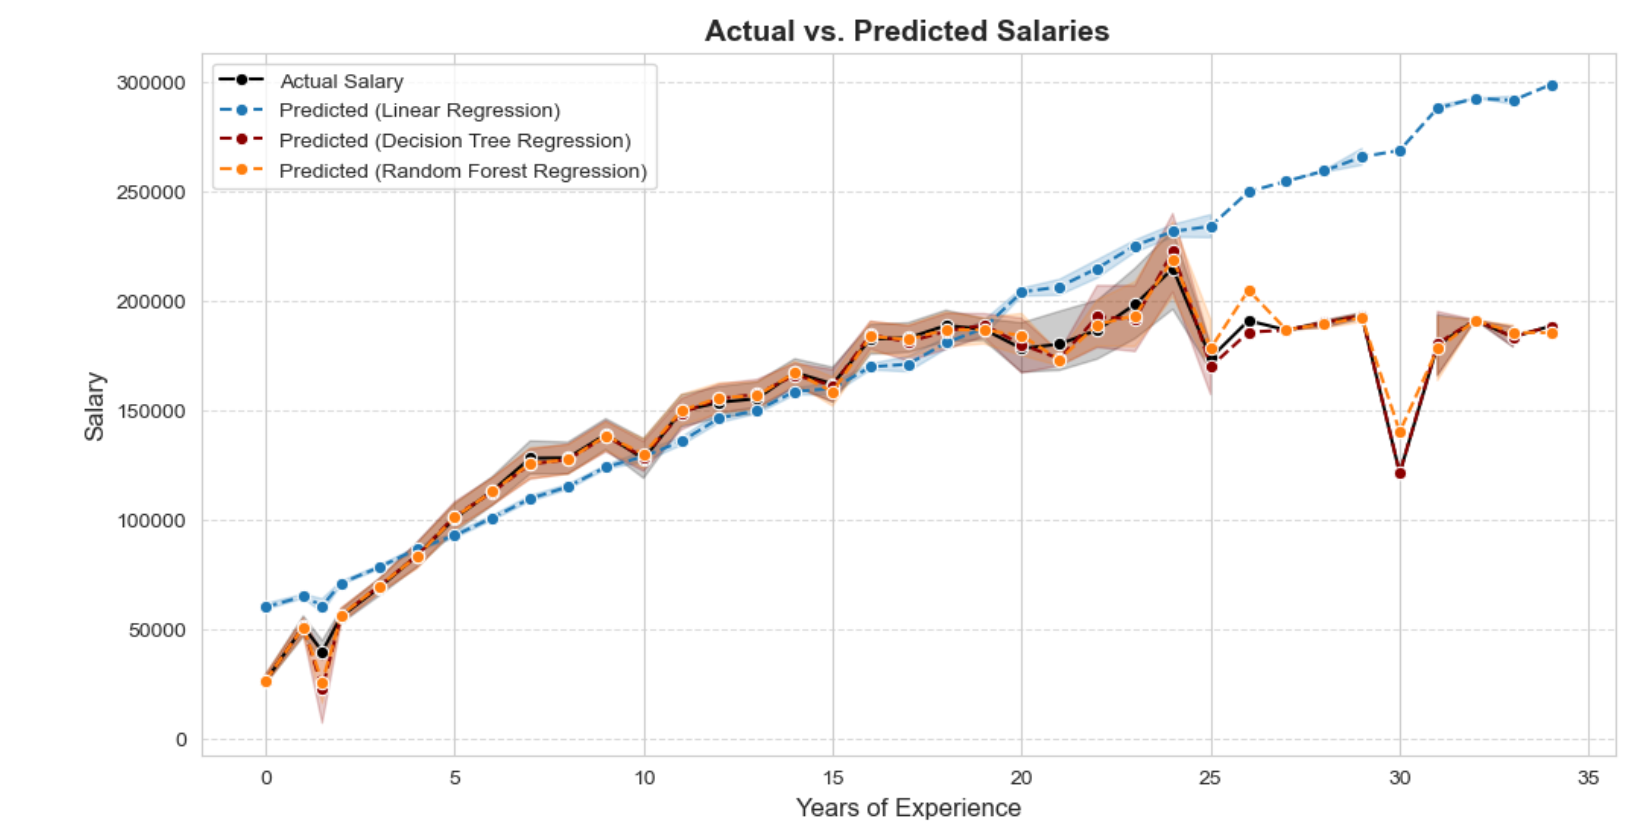 Actual vs. Predicted Salaries
Actual Salary
Predicted (Linear Regression)
Predicted (Decision Tree Regression)
Predicted (Random Forest Regression)
300000
250000
200000
150000
100000
50000
0
Salary
0 5 10 15 20 25 30 35
Years of Experience